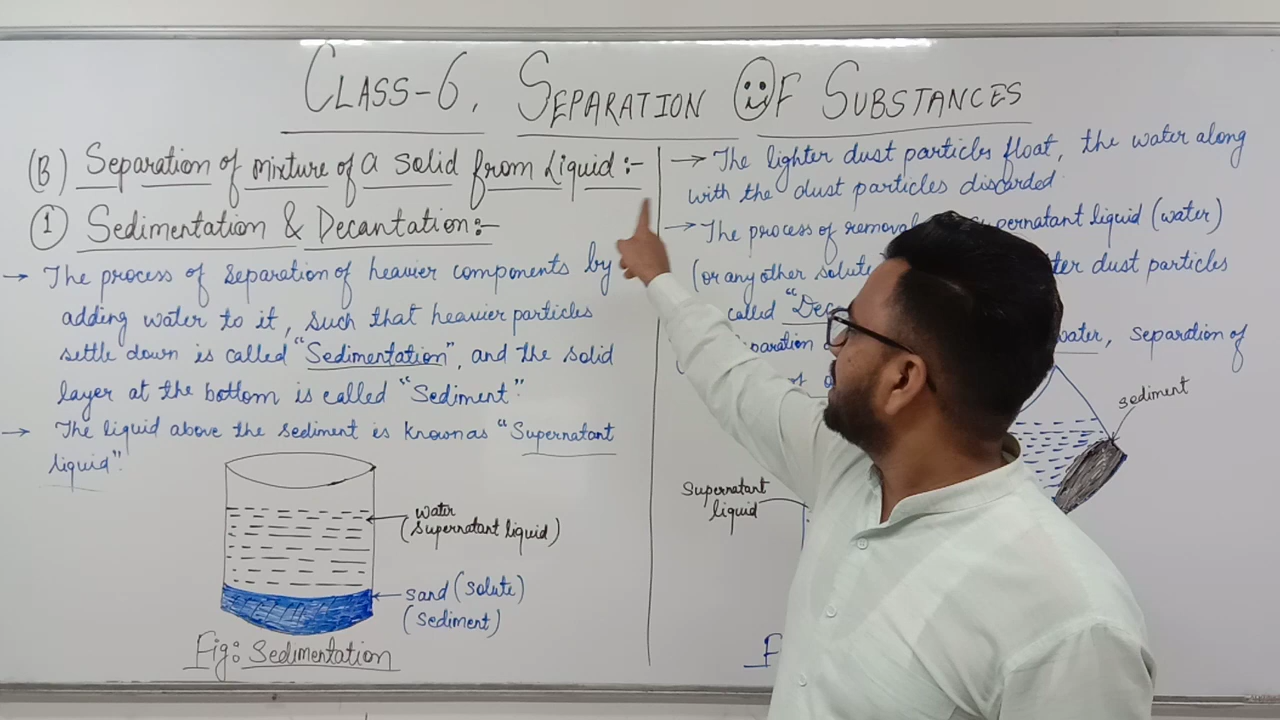 CLASS-6, SEPARATION OF SUBSTANCES
(B) Separation of mixture of a solid from Liquid:-
① Sedimentation & Decantation:-
→ The process of separation of heavier components by
adding water to it, such that heavier particles
settle down is called "Sedimentation", and the solid
layer at the bottom is called "Sediment".
→ The liquid above the sediment is known as "Supernatant
liquid".
water
(supernatant liquid)
sand (solute)
(sediment)
Fig: Sedimentation
→ The lighter dust particles float, the water along
with the dust particles discarded.
→ The process of removal liquid (water)
(or any other solute dust particles
called
water, separation of
sediment
Supernatant
liquid